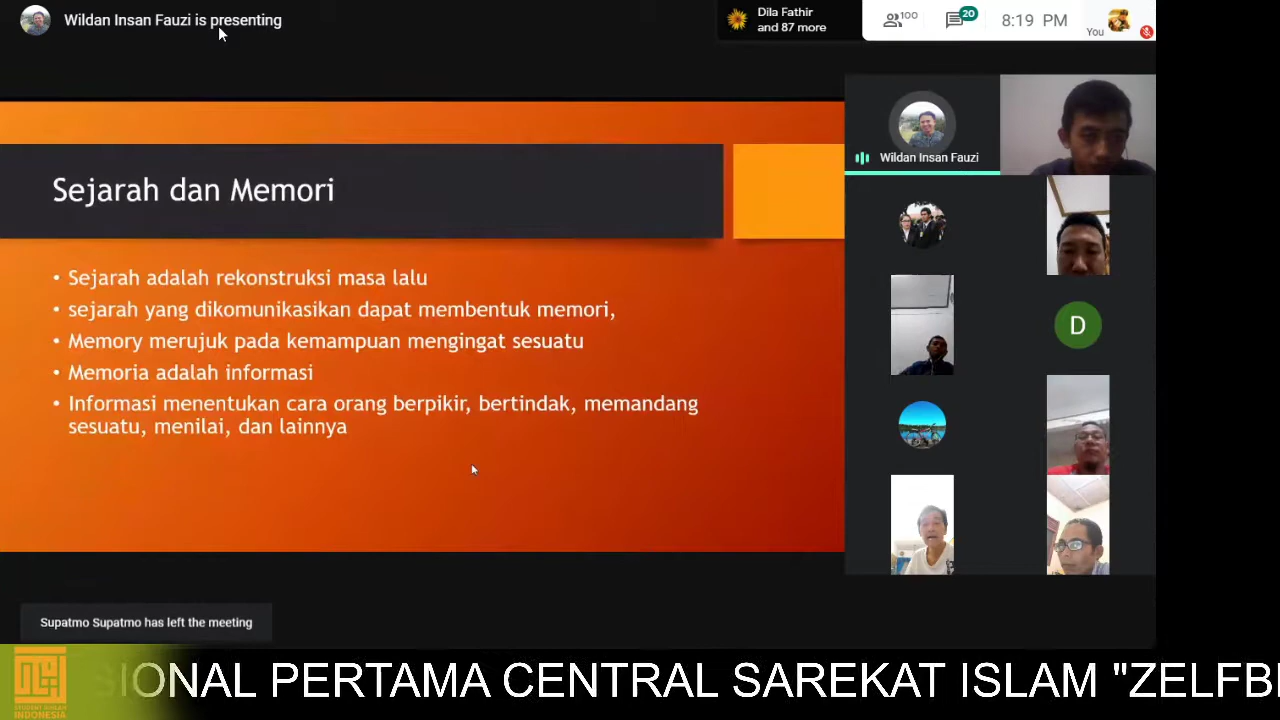 Wildan Insan Fauzi is presenting
Dila Fathir
and 87 more
100
20
8:19 PM
You
Wildan Insan Fauzi
Sejarah dan Memori
• Sejarah adalah rekonstruksi masa lalu
• sejarah yang dikomunikasikan dapat membentuk memori,
• Memory merujuk pada kemampuan mengingat sesuatu
• Memoria adalah informasi
• Informasi menentukan cara orang berpikir, bertindak, memandang
sesuatu, menilai, dan lainnya
D
Supatmo Supatmo has left the meeting
SIONAL PERTAMA CENTRAL SAREKAT ISLAM "ZELFB
INDONESIA